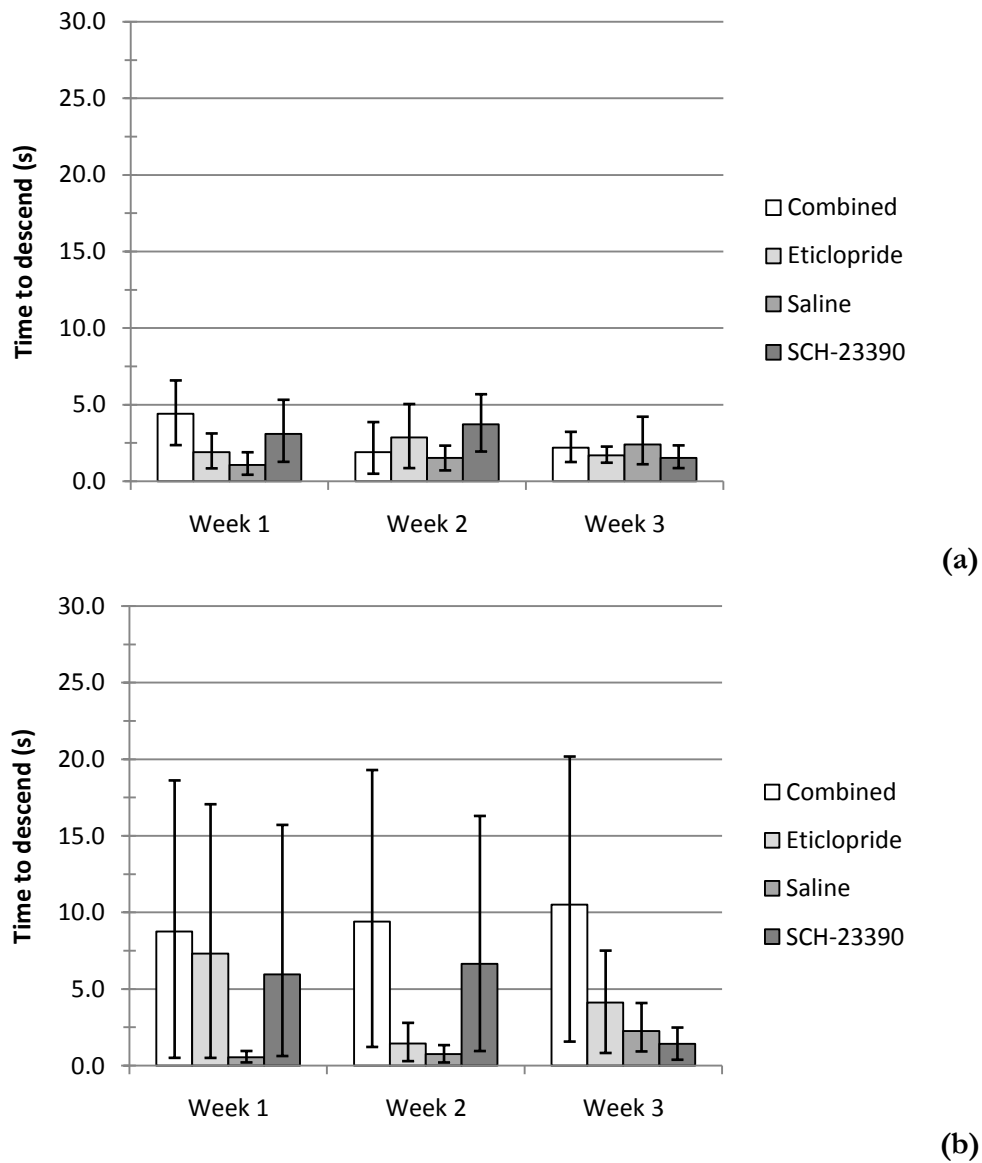 30.0
25.0
20.0
15.0
10.0
5.0
0.0
Time to descend (s)
Week 1
Week 2
Week 3
Combined
Eticlopride
Saline
SCH-23390
(a)
30.0
25.0
20.0
15.0
10.0
5.0
0.0
Time to descend (s)
Week 1
Week 2
Week 3
Combined
Eticlopride
Saline
SCH-23390
(b)